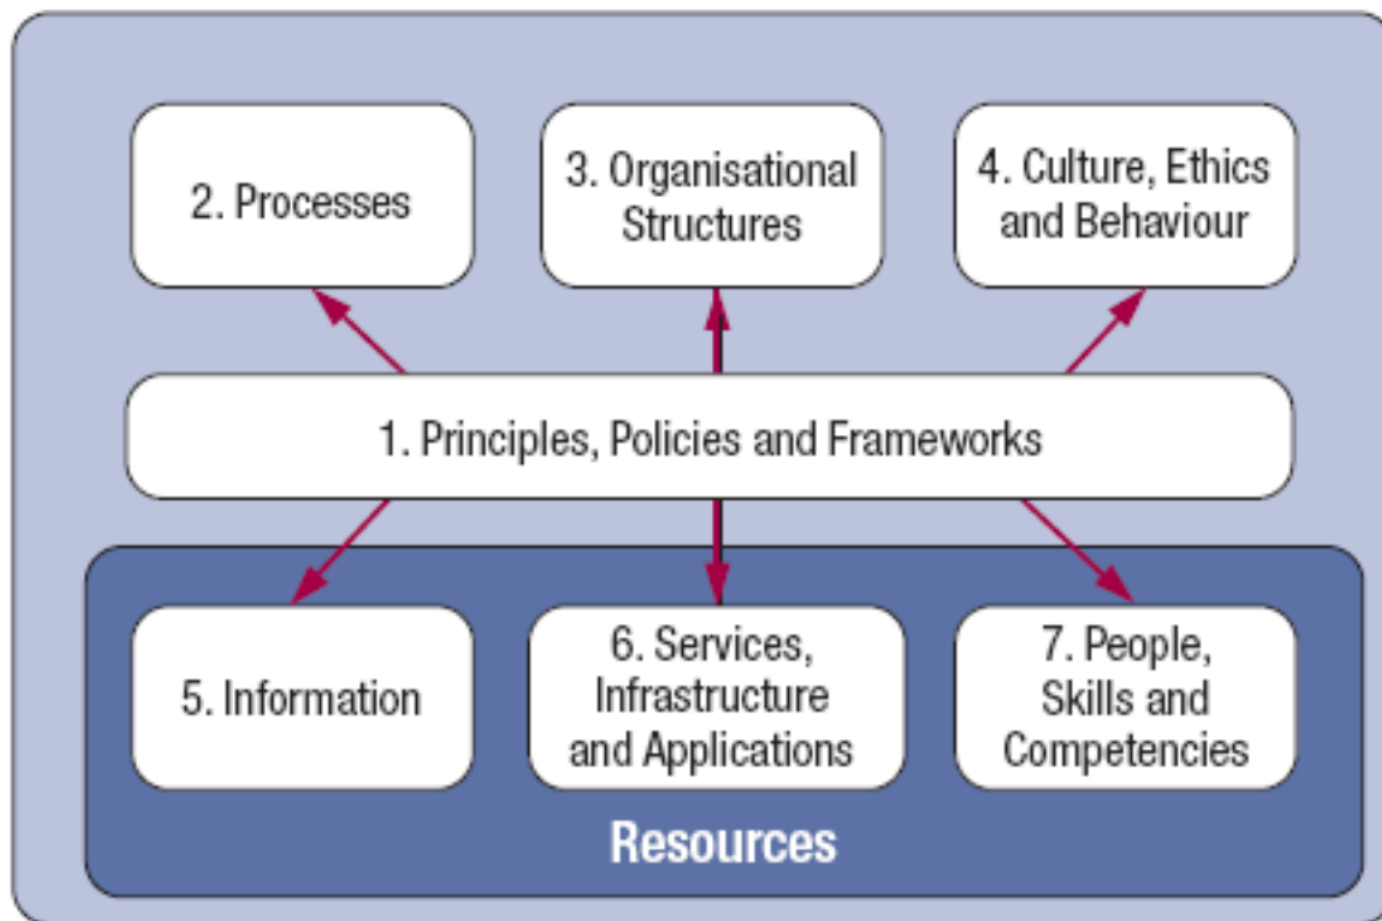 2. Processes
3. Organisational
Structures
4. Culture, Ethics
and Behaviour
1. Principles, Policies and Frameworks
5. Information
6. Services,
Infrastructure
and Applications
7. People,
Skills and
Competencies
Resources